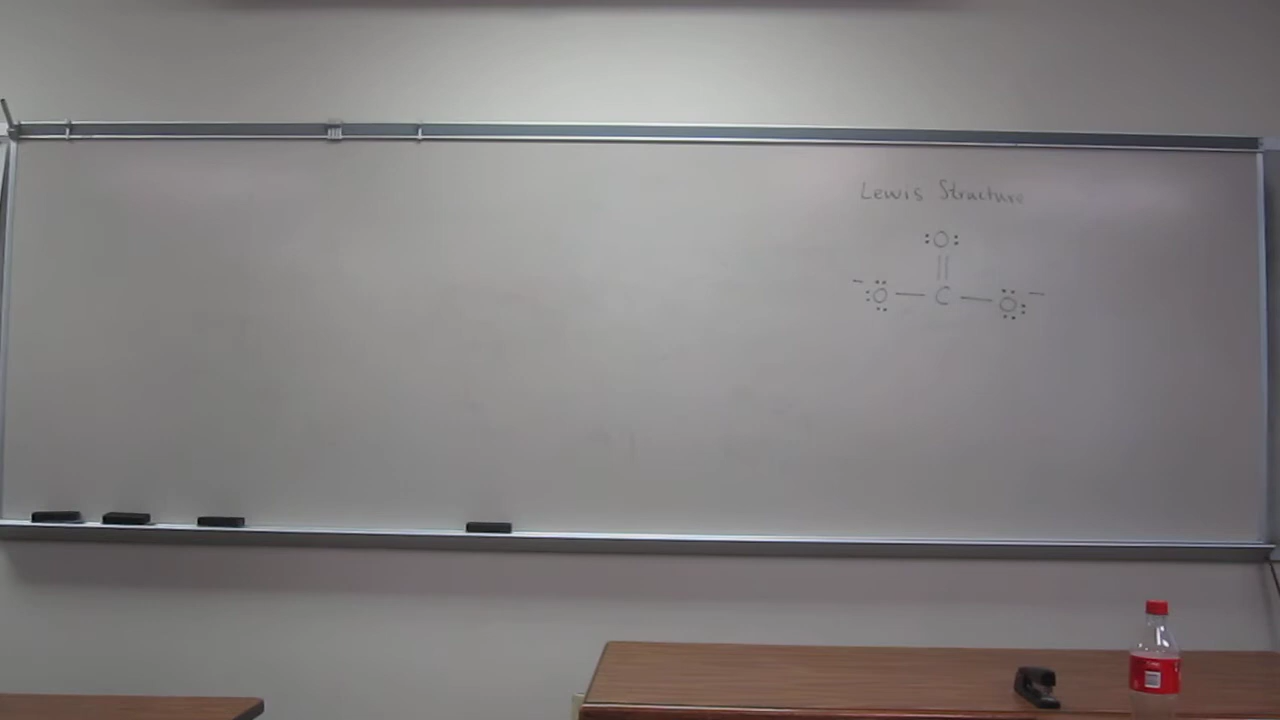 Lewis Structure
:O:
||
- :O — C — O: -